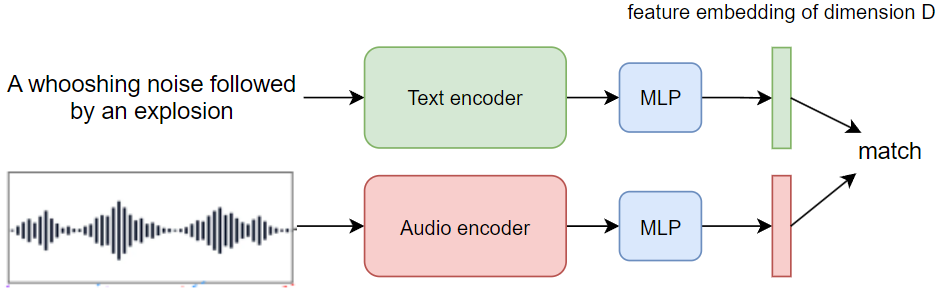 feature embedding of dimension D
A whooshing noise followed
by an explosion
Text encoder
MLP
match
Audio encoder
MLP